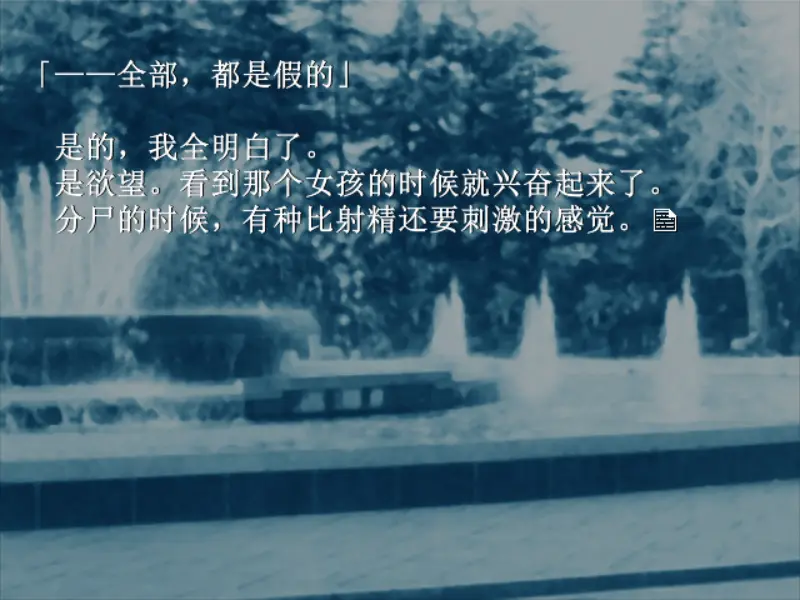 「——全部，都是假的」
是的，我全明白了。
是欲望。看到那个女孩的时候就兴奋起来了。
分尸的时候，有种比射精还要刺激的感觉。